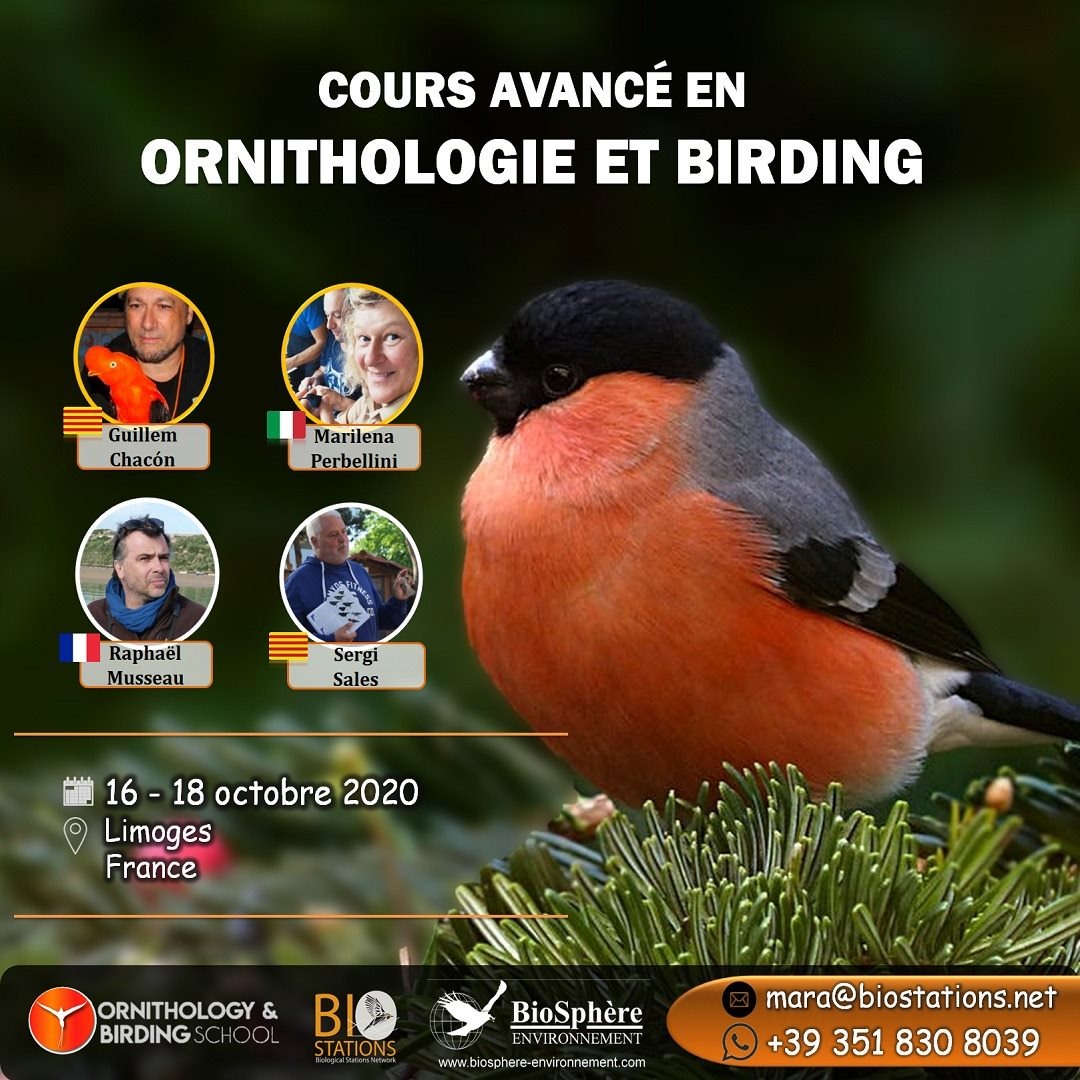 COURS AVANCÉ EN
ORNITHOLOGIE ET BIRDING
Guillem
Chacón
Marilena
Perbellini
Raphaël
Musseau
Sergi
Sales
16 - 18 octobre 2020
Limoges
France
ORNITHOLOGY &
BIRDING SCHOOL
BIO
STATIONS
Biological Stations Network
BioSphère
ENVIRONNEMENT
www.biosphere-environnement.com
mara@biostations.net
+39 351 830 8039